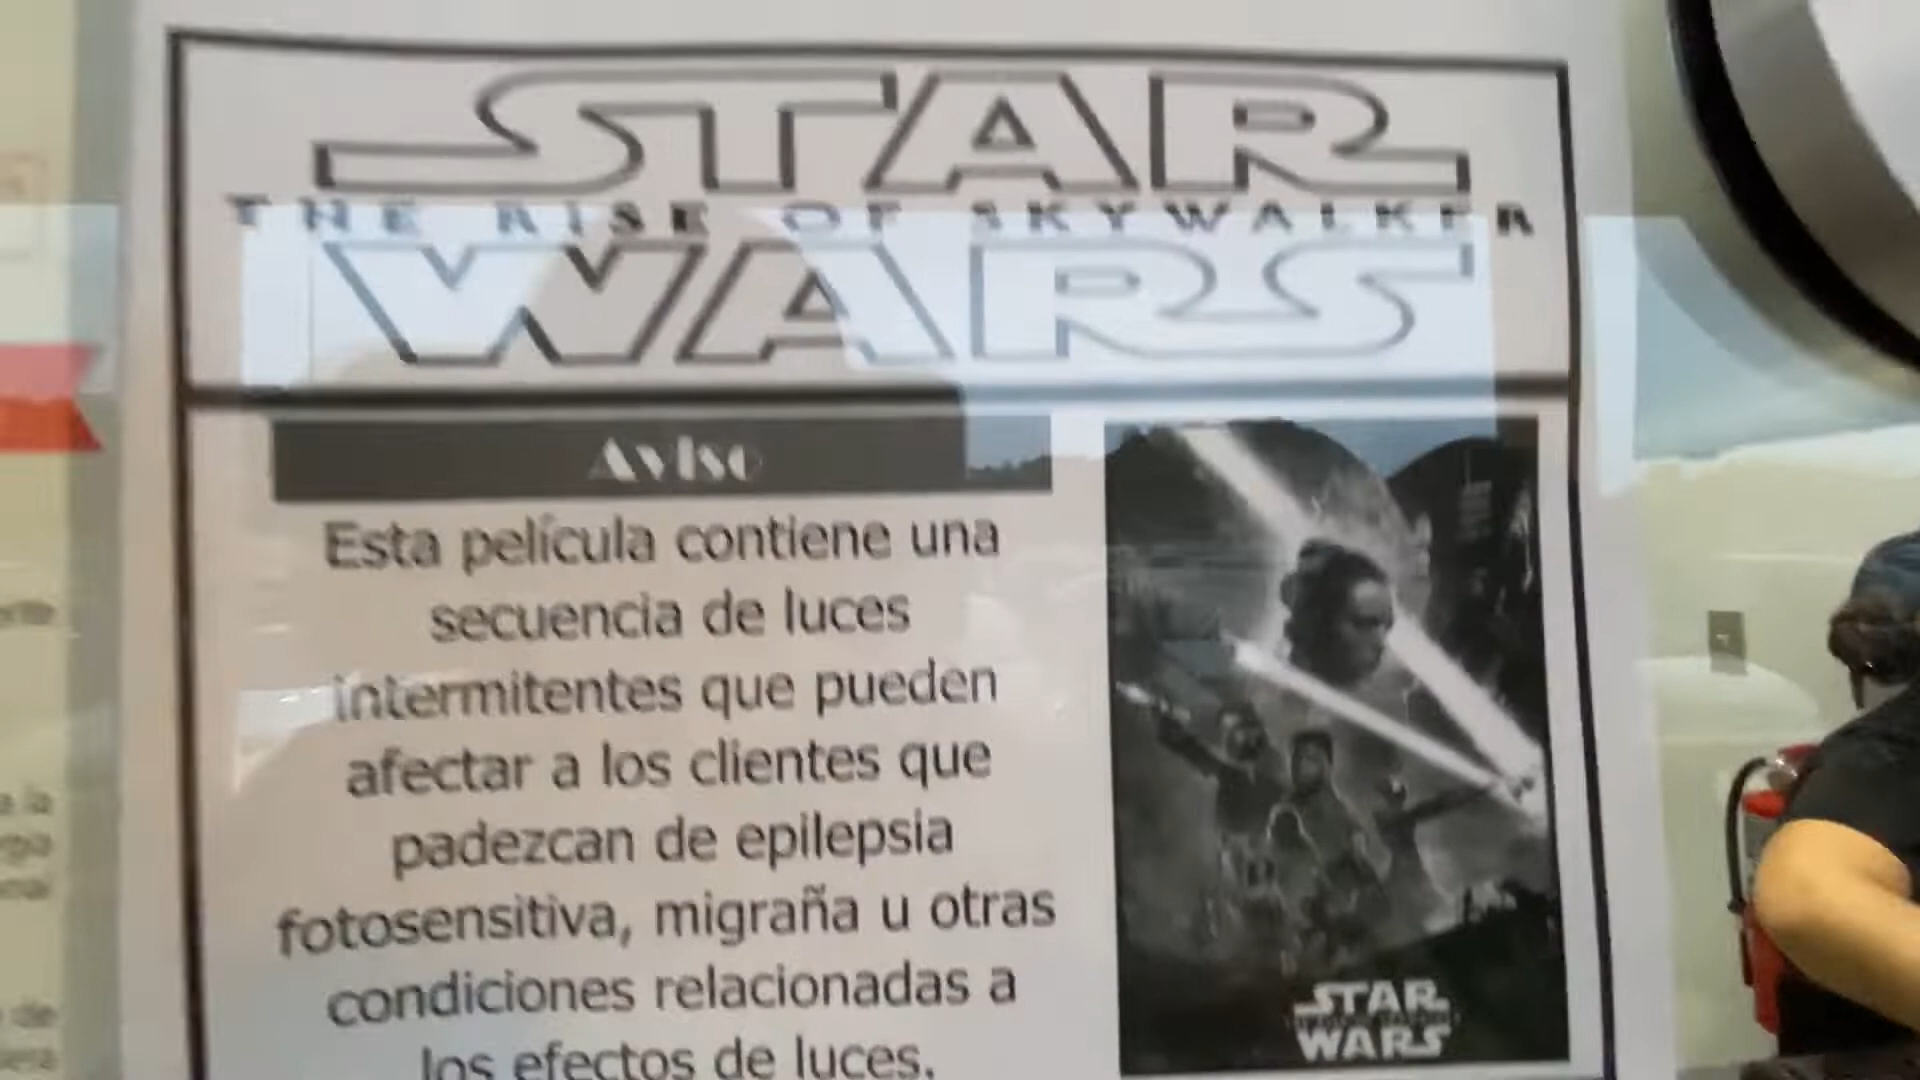 STAR
THE RISE OF SKYWALKER
WARS
Aviso
Esta película contiene una
secuencia de luces
intermitentes que pueden
afectar a los clientes que
padezcan de epilepsia
fotosensitiva, migraña u otras
condiciones relacionadas a
los efectos de luces.
STAR
WARS